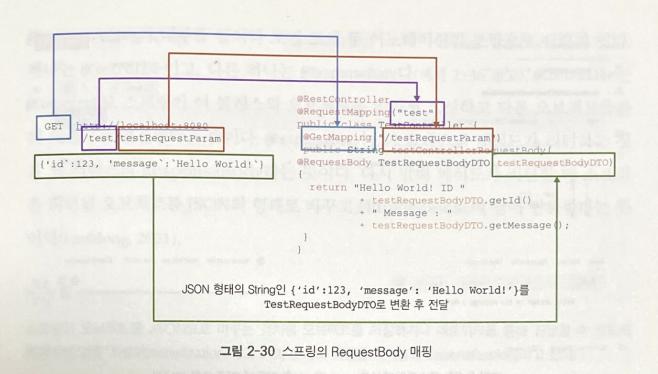 @RestController
@RequestMapping("test"
public class TestController {
GET http://localhost:8080
/test/testRequestParam
@GetMapping "/testRequestParam")
public String testControllerRequestBody(
{'id`:123, 'message`:`Hello World!`}
@RequestBody TestRequestBodyDTO testRequestBodyDTO)
{
return "Hello World! ID "
+ testRequestBodyDTO.getId()
+ " Message : "
+ testRequestBodyDTO.getMessage();
}
}
JSON 형태의 String인 {'id':123, 'message': 'Hello World!'}를
TestRequestBodyDTO로 변환 후 전달
그림 2-30 스프링의 RequestBody 매핑